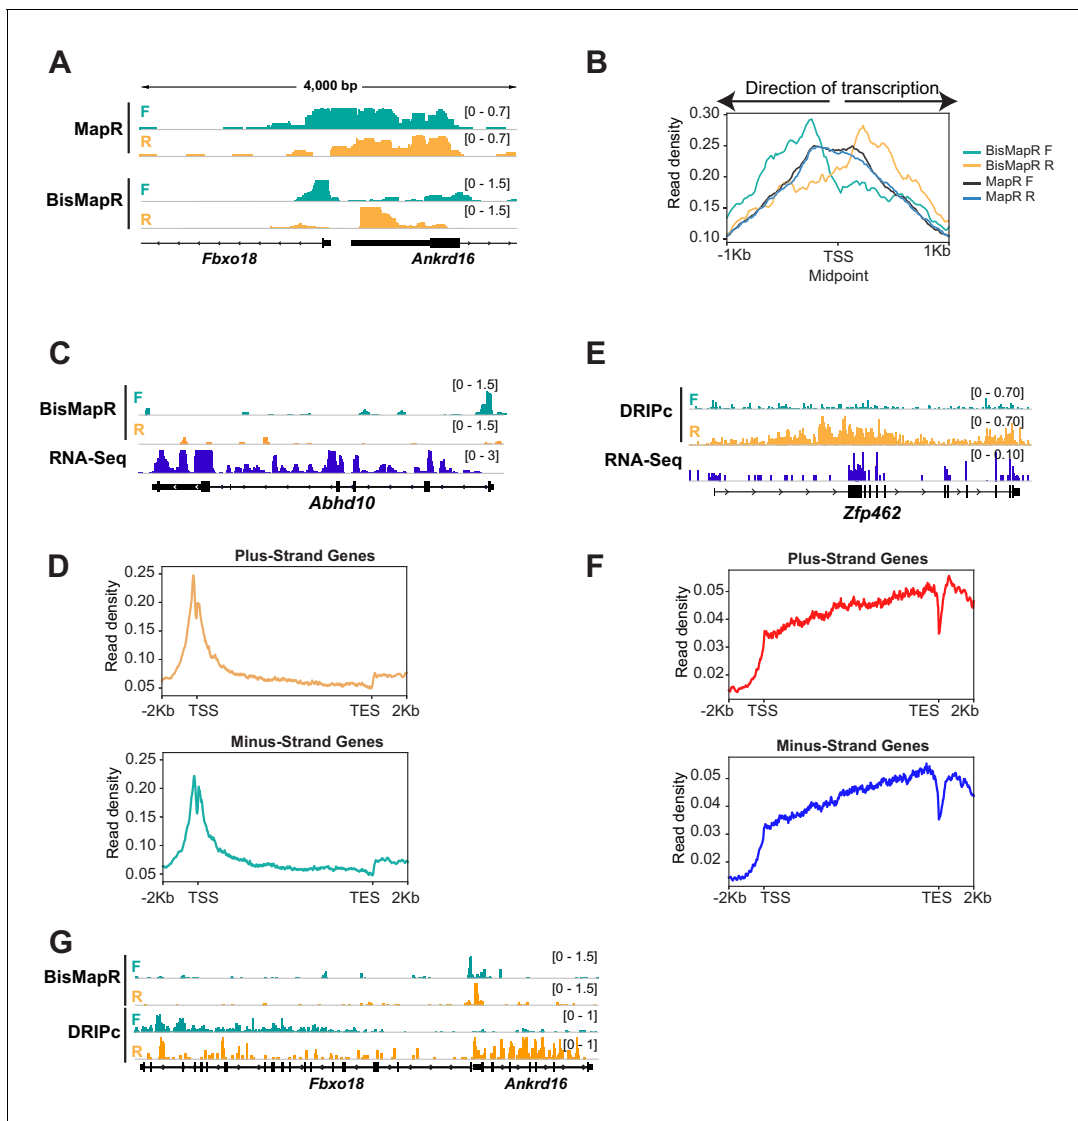 A
4,000 bp
MapR
F
[0 - 0.7]
R
[0 - 0.7]
BisMapR
F
[0 - 1.5]
R
[0 - 1.5]
Fbxo18
Ankrd16
B
Direction of transcription
Read density
0.30
0.25
0.20
0.15
0.10
-1Kb
TSS
1Kb
Midpoint
BisMapR F
BisMapR R
MapR F
MapR R
C
BisMapR
F
[0 - 1.5]
R
[0 - 1.5]
RNA-Seq
[0 - 3]
Abhd10
E
DRIPc
F
[0 - 0.70]
R
[0 - 0.70]
RNA-Seq
[0 - 0.10]
Zfp462
D
Plus-Strand Genes
Read density
0.25
0.20
0.15
0.10
0.05
-2Kb
TSS
TES
2Kb
Minus-Strand Genes
Read density
0.25
0.20
0.15
0.10
0.05
-2Kb
TSS
TES
2Kb
F
Plus-Strand Genes
Read density
0.05
0.04
0.03
0.02
-2Kb
TSS
TES
2Kb
Minus-Strand Genes
Read density
0.05
0.04
0.03
0.02
-2Kb
TSS
TES
2Kb
G
BisMapR
F
[0 - 1.5]
R
[0 - 1.5]
DRIPc
F
[0 - 1]
R
[0 - 1]
Fbxo18
Ankrd16